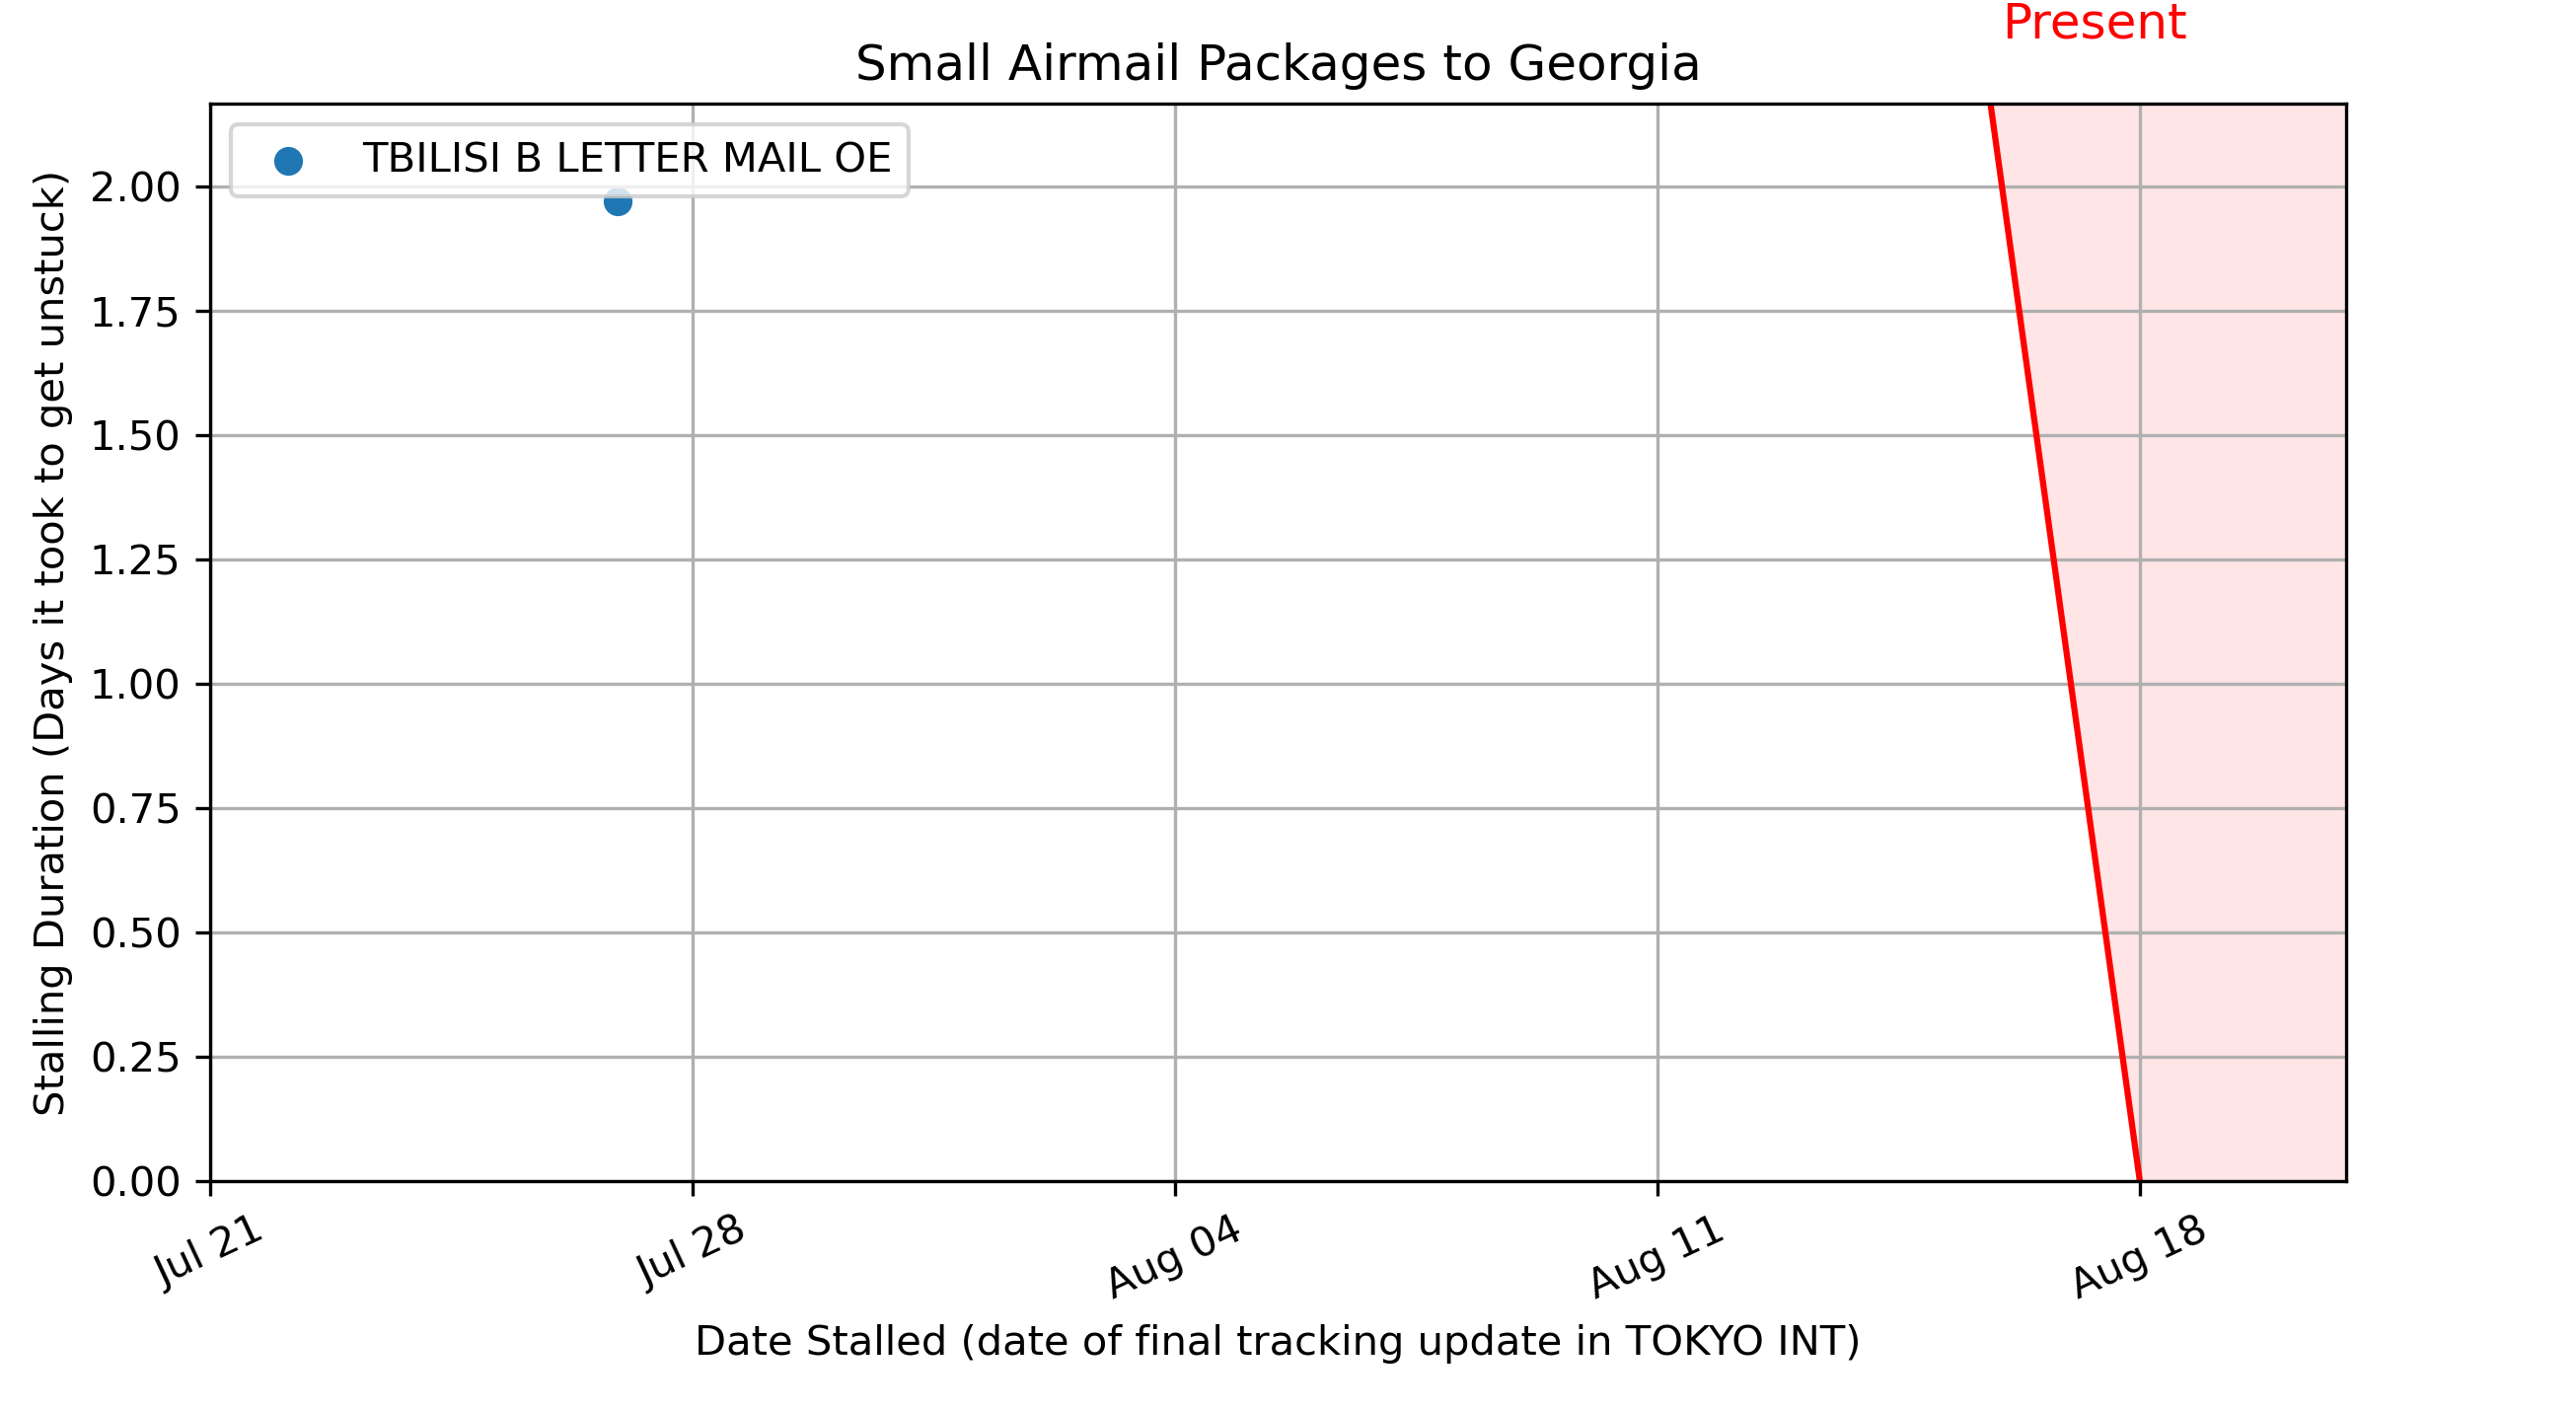 Present
Small Airmail Packages to Georgia
TBILISI B LETTER MAIL OE
Stalling Duration (Days it took to get unstuck)
2.00
1.75
1.50
1.25
1.00
0.75
0.50
0.25
0.00
Jul 21
Jul 28
Aug 04
Aug 11
Aug 18
Date Stalled (date of final tracking update in TOKYO INT)